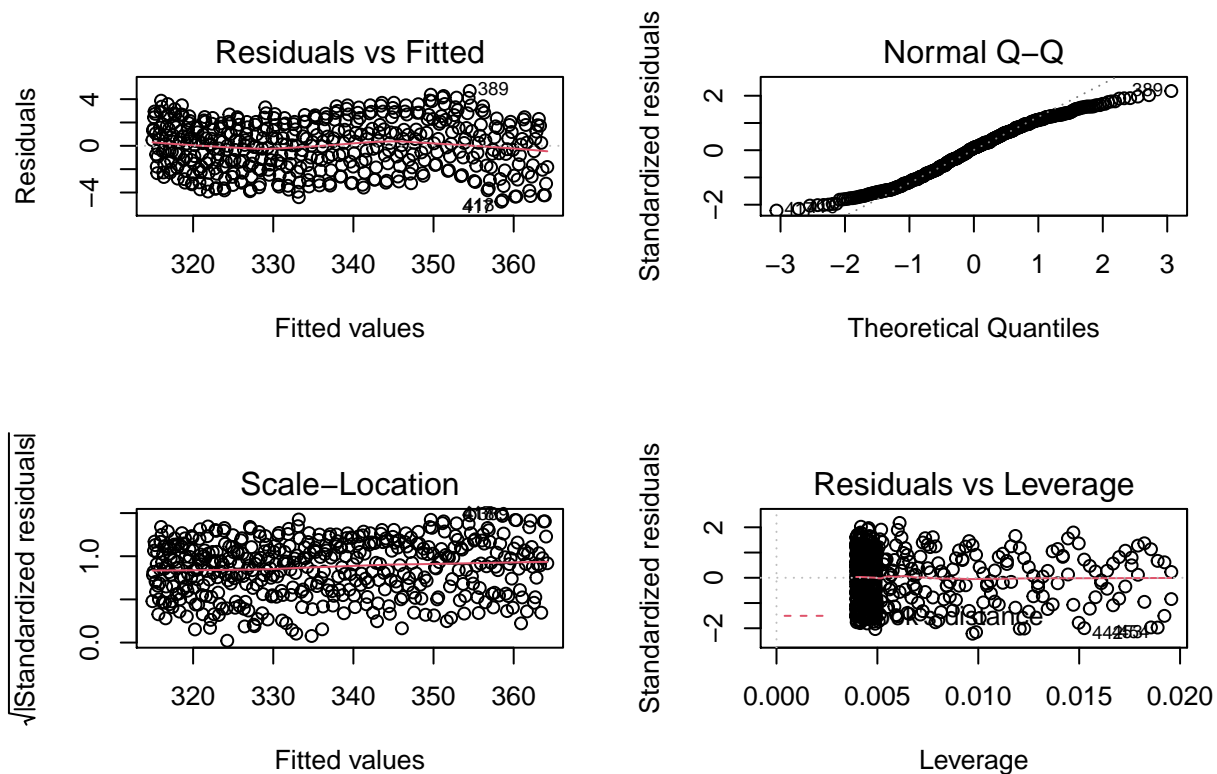 Residuals vs Fitted
Residuals
4
0
−4
389
418
320 330 340 350 360
Fitted values
Normal Q−Q
Standardized residuals
2
0
−2
389
−3 −2 −1 0 1 2 3
Theoretical Quantiles
Scale−Location
√|Standardized residuals|
1.0
0.0
320 330 340 350 360
Fitted values
Residuals vs Leverage
Standardized residuals
2
0
−2
distance
0.000 0.005 0.010 0.015 0.020
Leverage